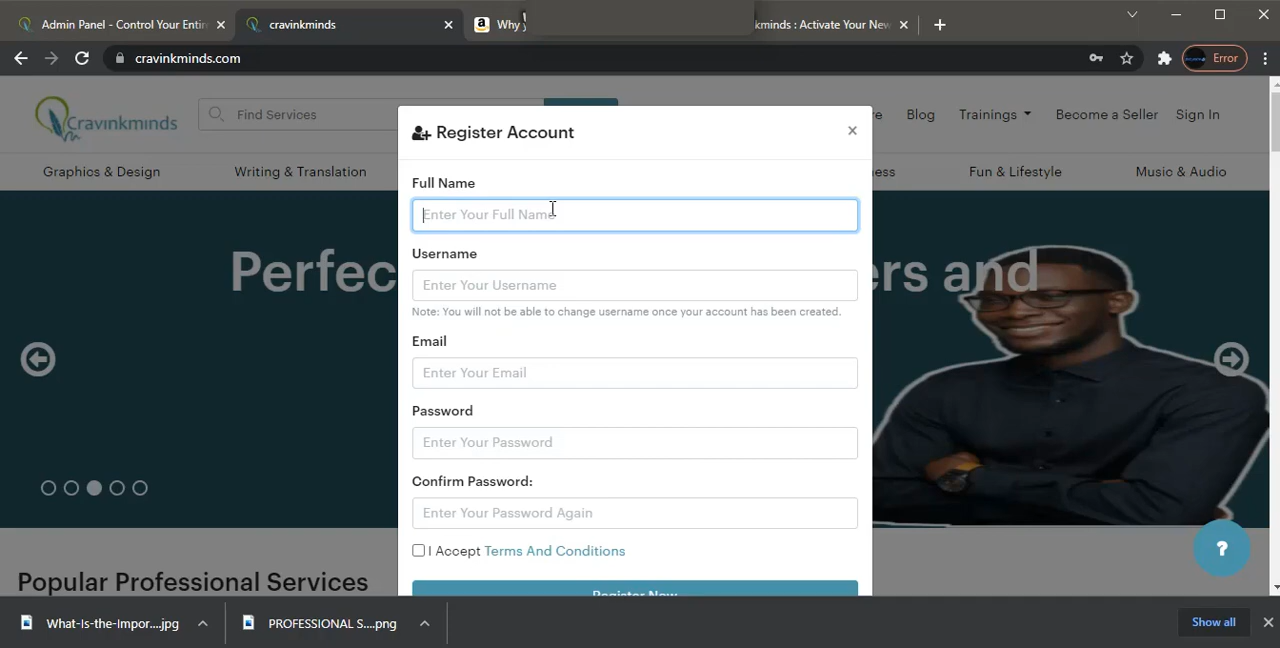 Admin Panel - Control Your Entir
cravinkminds
Why
kminds : Activate Your New
cravinkminds.com
Error
Cravinkminds
Find Services
Blog
Trainings
Become a Seller
Sign In
Graphics & Design
Writing & Translation
Fun & Lifestyle
Music & Audio
Register Account
Full Name
Enter Your Full Name
Username
Enter Your Username
Note: You will not be able to change username once your account has been created.
Email
Enter Your Email
Password
Enter Your Password
Confirm Password:
Enter Your Password Again
I Accept Terms And Conditions
Register Now
Perfec
ers and
?
Popular Professional Services
What-Is-the-Impor....jpg
PROFESSIONAL S....png
Show all